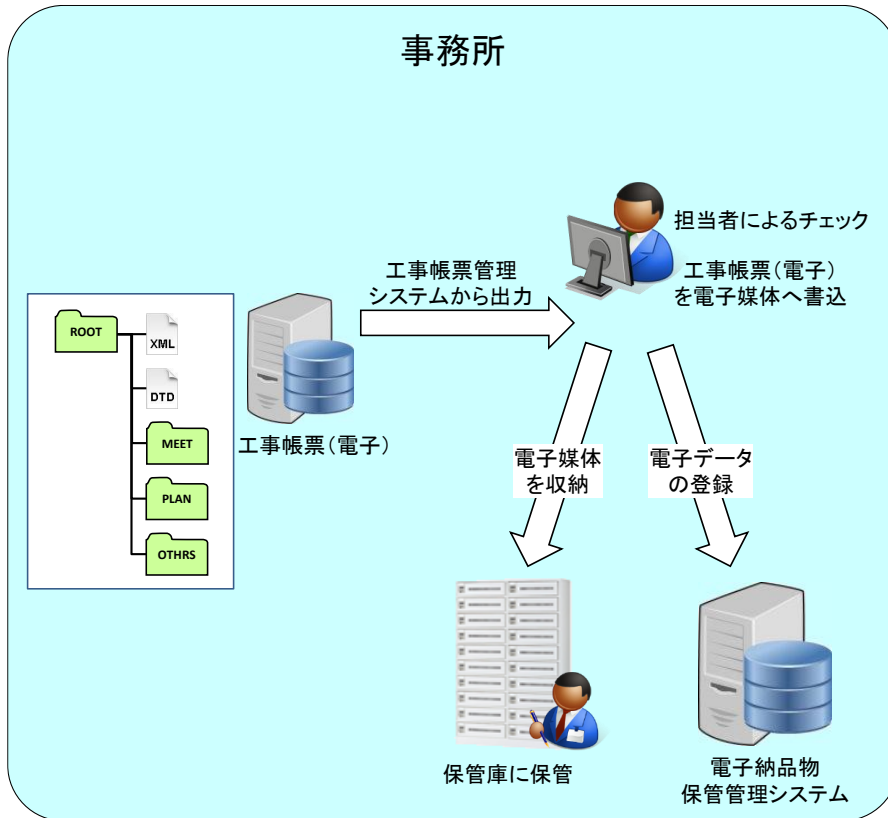 事務所
担当者によるチェック
工事帳票管理
システムから出力
工事帳票（電子）
を電子媒体へ書込
ROOT
XML
DTD
MEET
PLAN
OTHRS
工事帳票（電子）
電子媒体
を収納
電子データ
の登録
保管庫に保管
電子納品物
保管管理システム